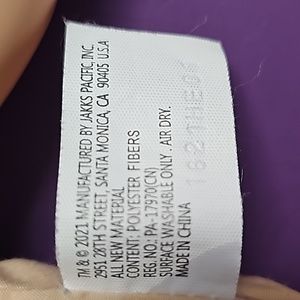 TM & © 2021 MANUFACTURED BY JAKKS PACIFIC, INC.
2951 28TH STREET, SANTA MONICA, CA 90405 U.S.A
ALL NEW MATERIAL
CONTENT: POLYESTER FIBERS
REG. NO.: PA-17970(CN)
SURFACE WASHABLE ONLY . AIR DRY.
MADE IN CHINA